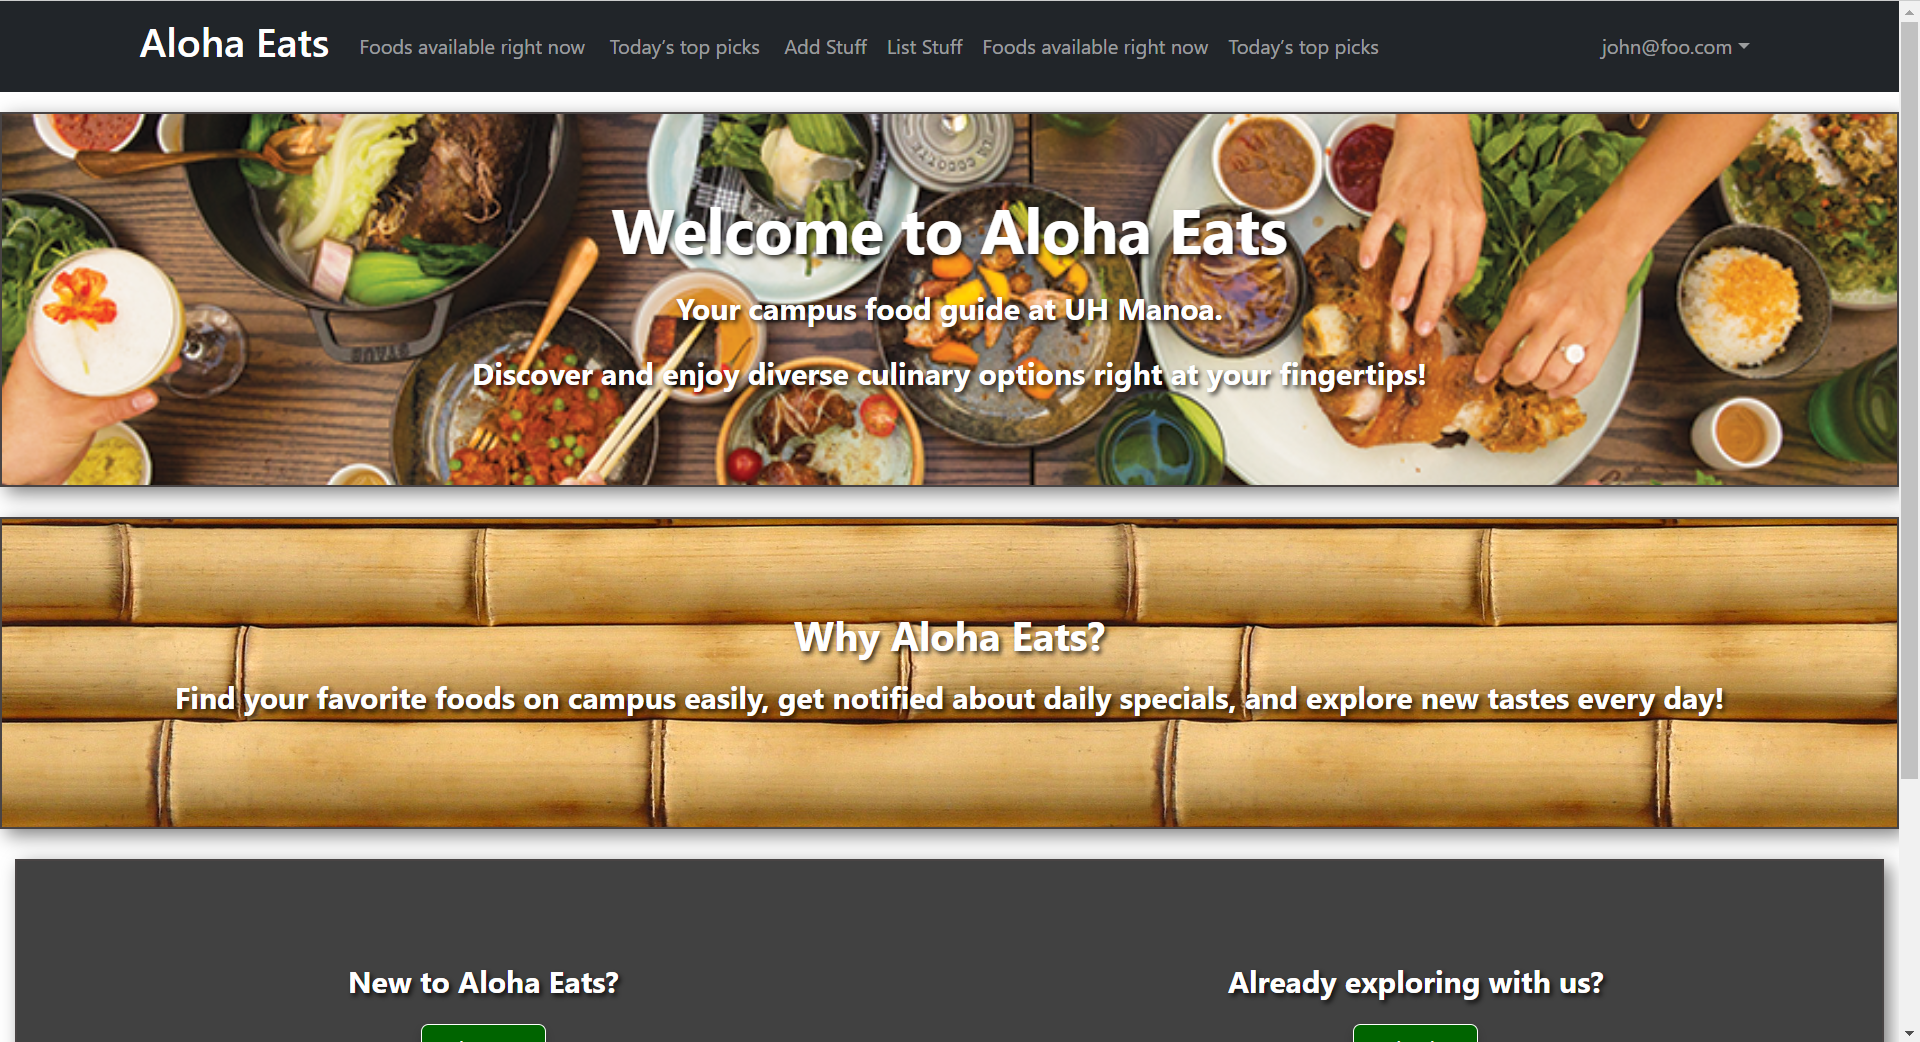 Aloha Eats
Foods available right now
Today's top picks
Add Stuff
List Stuff
Foods available right now
Today's top picks
john@foo.com
Welcome to Aloha Eats
Your campus food guide at UH Manoa.
Discover and enjoy diverse culinary options right at your fingertips!
Why Aloha Eats?
Find your favorite foods on campus easily, get notified about daily specials, and explore new tastes every day!
New to Aloha Eats?
Already exploring with us?